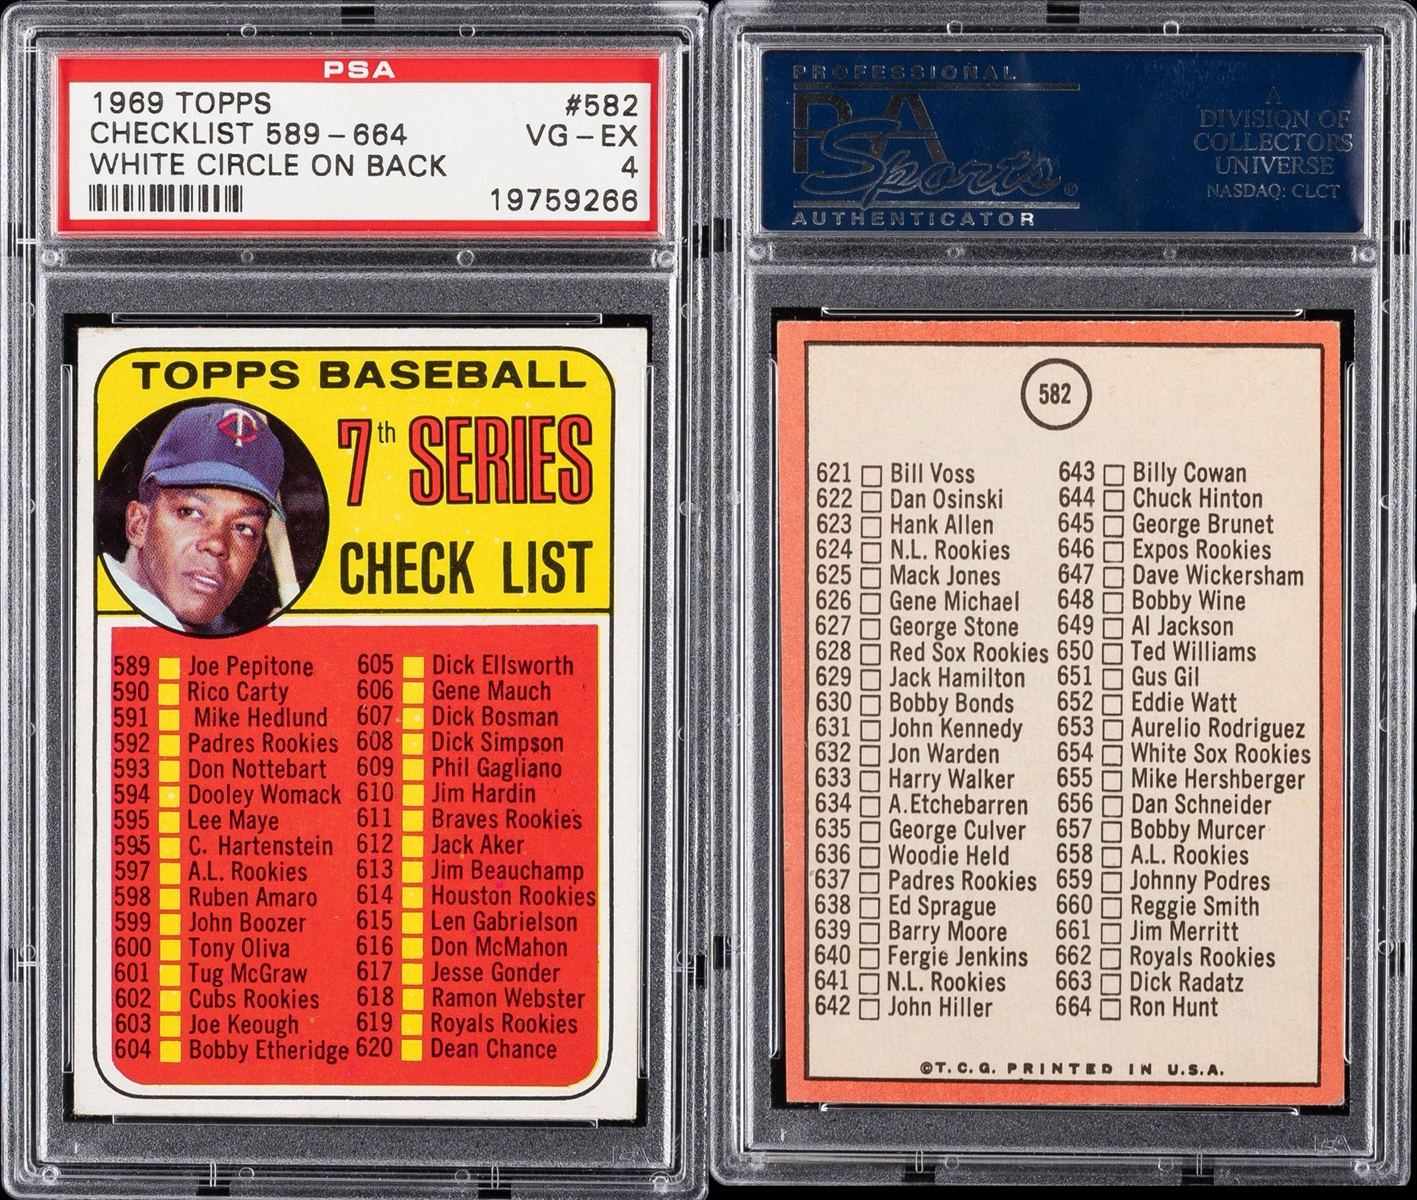 PSA
1969 TOPPS #582
CHECKLIST 589-664 VG-EX
WHITE CIRCLE ON BACK 4
19759266
TOPPS BASEBALL
7th SERIES
CHECK LIST
T C
589 Joe Pepitone
590 Rico Carty
591 Mike Hedlund
592 Padres Rookies
593 Don Nottebart
594 Dooley Womack
595 Lee Maye
595 C. Hartenstein
597 A.L. Rookies
598 Ruben Amaro
599 John Boozer
600 Tony Oliva
601 Tug McGraw
602 Cubs Rookies
603 Joe Keough
604 Bobby Etheridge
605 Dick Ellsworth
606 Gene Mauch
607 Dick Bosman
608 Dick Simpson
609 Phil Gagliano
610 Jim Hardin
611 Braves Rookies
612 Jack Aker
613 Jim Beauchamp
614 Houston Rookies
615 Len Gabrielson
616 Don McMahon
617 Jesse Gonder
618 Ramon Webster
619 Royals Rookies
620 Dean Chance
PROFESSIONAL
PSA
Sports®
AUTHENTICATOR
A
DIVISION OF
COLLECTORS
UNIVERSE
NASDAQ: CLCT
582
621 Bill Voss
622 Dan Osinski
623 Hank Allen
624 N.L. Rookies
625 Mack Jones
626 Gene Michael
627 George Stone
628 Red Sox Rookies
629 Jack Hamilton
630 Bobby Bonds
631 John Kennedy
632 Jon Warden
633 Harry Walker
634 A.Etchebarren
635 George Culver
636 Woodie Held
637 Padres Rookies
638 Ed Sprague
639 Barry Moore
640 Fergie Jenkins
641 N.L. Rookies
642 John Hiller
643 Billy Cowan
644 Chuck Hinton
645 George Brunet
646 Expos Rookies
647 Dave Wickersham
648 Bobby Wine
649 Al Jackson
650 Ted Williams
651 Gus Gil
652 Eddie Watt
653 Aurelio Rodriguez
654 White Sox Rookies
655 Mike Hershberger
656 Dan Schneider
657 Bobby Murcer
658 A.L. Rookies
659 Johnny Podres
660 Reggie Smith
661 Jim Merritt
662 Royals Rookies
663 Dick Radatz
664 Ron Hunt
©T.C.G. PRINTED IN U.S.A.